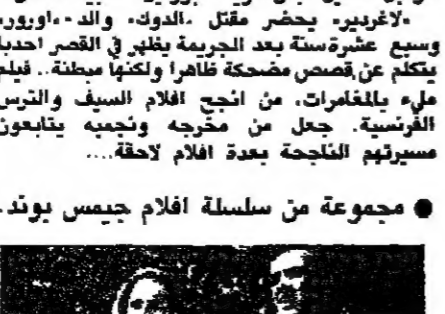 «لاغردير» يحضر مقتل «الدوك» والد «اورور»
وسبع عشرة سنة بعد الجريمة يظهر في القصر احدبا
يتكلم عن قصص مضحكة ظاهرا ولكنها مبطنة.. فيلم
مليء بالمغامرات، من انجح افلام السيف والترس
الفرنسية. جعل من مخرجه ونجميه يتابعون
مسيرتهم الناجحة بعدة افلام لاحقة....
● مجموعة من سلسلة افلام جيمس بوند.